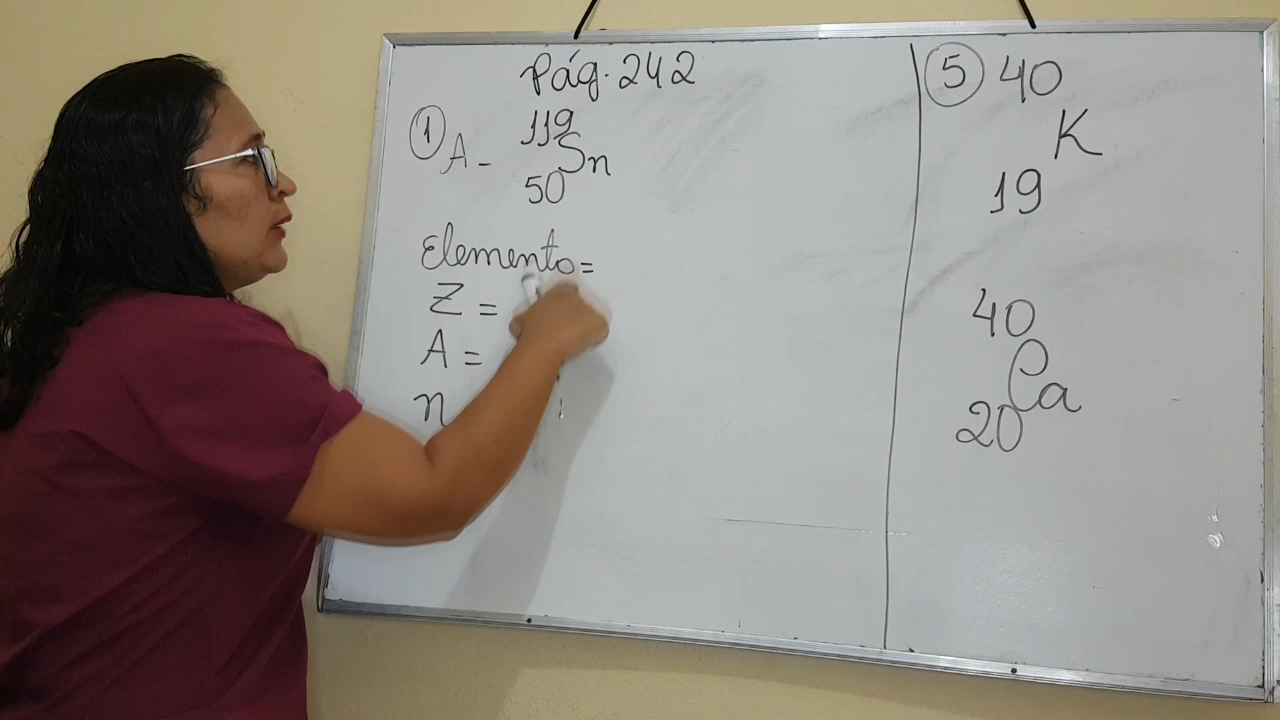 Pág. 242
① A - 119
Sn
50
Elemento =
Z =
A =
n
⑤ 40
K
19
40
Ca
20